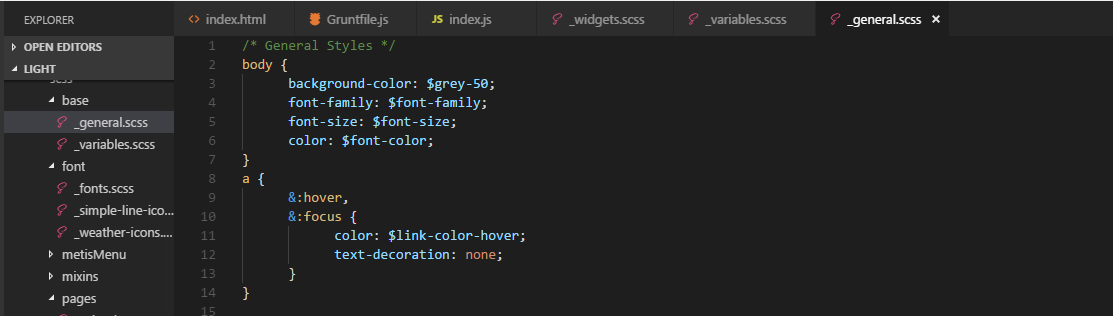 EXPLORER
OPEN EDITORS
LIGHT
base
_general.scss
_variables.scss
font
_fonts.scss
_simple-line-ico...
_weather-icons....
metisMenu
mixins
pages
index.html
Gruntfile.js
JS index.js
_widgets.scss
_variables.scss
_general.scss ×
1 /* General Styles */
2 body {
3 background-color: $grey-50;
4 font-family: $font-family;
5 font-size: $font-size;
6 color: $font-color;
7 }
8 a {
9 &:hover,
10 &:focus {
11 color: $link-color-hover;
12 text-decoration: none;
13 }
14 }
15